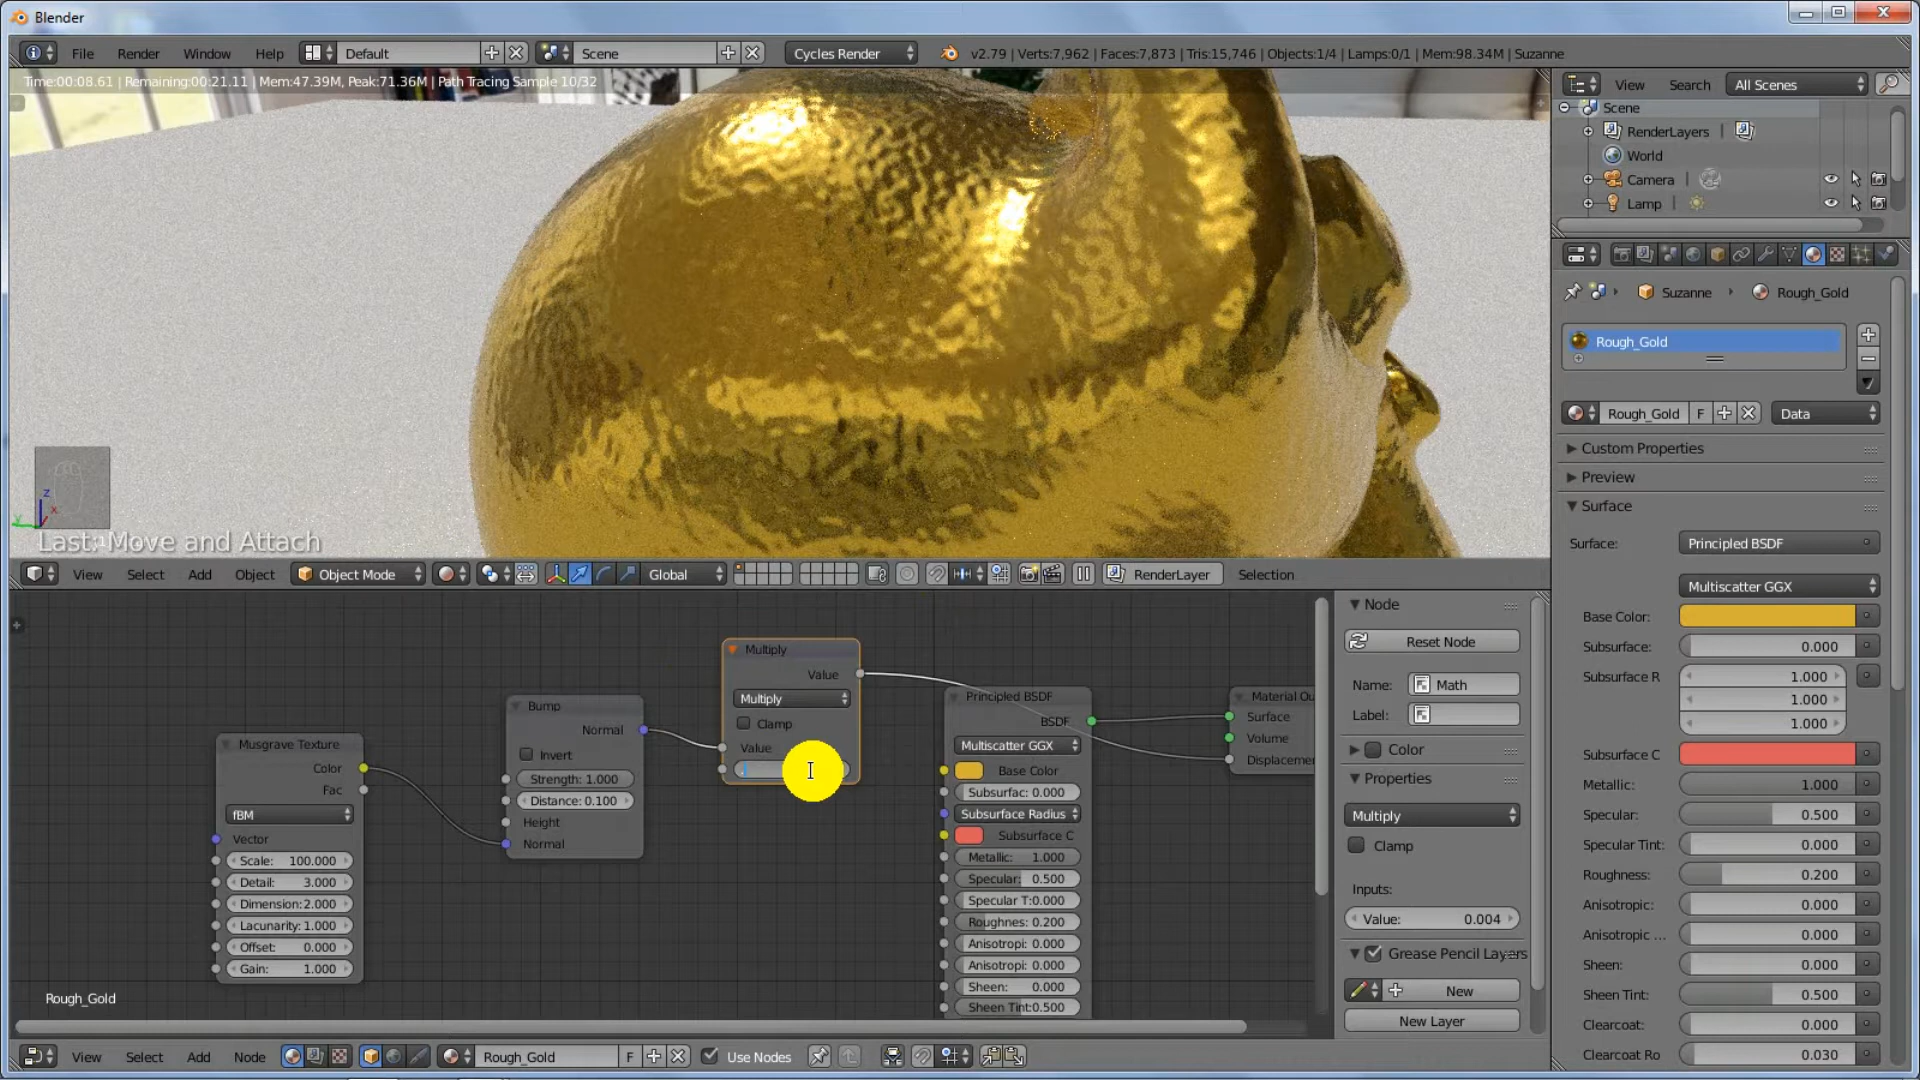 Blender
File Render Window Help Default Scene Cycles Render v2.79 | Verts:7,962 | Faces:7,873 | Tris:15,746 | Objects:1/4 | Lamps:0/1 | Mem:98.34M | Suzanne
Time:00:08.61 | Remaining:00:21.11 | Mem:47.39M, Peak:71.36M | Path Tracing Sample 10/32
View Search All Scenes
Scene
RenderLayers |
World
Camera |
Lamp |
Suzanne Rough_Gold
Rough_Gold
Rough_Gold F Data
Custom Properties
Preview
Surface
Surface: Principled BSDF
Multiscatter GGX
Base Color:
Subsurface: 0.000
Subsurface R 1.000
1.000
1.000
Subsurface C
Metallic: 1.000
Specular: 0.500
Specular Tint: 0.000
Roughness: 0.200
Anisotropic: 0.000
Anisotropic ... 0.000
Sheen: 0.000
Sheen Tint: 0.500
Clearcoat: 0.000
Clearcoat Ro 0.030
z
x
y
Last: Move and Attach
View Select Add Object Object Mode Global RenderLayer Selection
Musgrave Texture
Color
Fac
fBM
Vector
Scale: 100.000
Detail: 3.000
Dimension: 2.000
Lacunarity: 1.000
Offset: 0.000
Gain: 1.000
Bump
Normal
Invert
Strength: 1.000
Distance: 0.100
Height
Normal
Multiply
Value
Multiply
Clamp
Value
Principled BSDF
BSDF
Multiscatter GGX
Base Color
Subsurfac: 0.000
Subsurface Radius
Subsurface C
Metallic: 1.000
Specular: 0.500
Specular T:0.000
Roughnes: 0.200
Anisotropi: 0.000
Anisotropi: 0.000
Sheen: 0.000
Sheen Tint:0.500
Material Ou
Surface
Volume
Displaceme
Node
Reset Node
Name: Math
Label:
Color
Properties
Multiply
Clamp
Inputs:
Value: 0.004
Grease Pencil Layers
New
New Layer
Rough_Gold
View Select Add Node Rough_Gold F Use Nodes